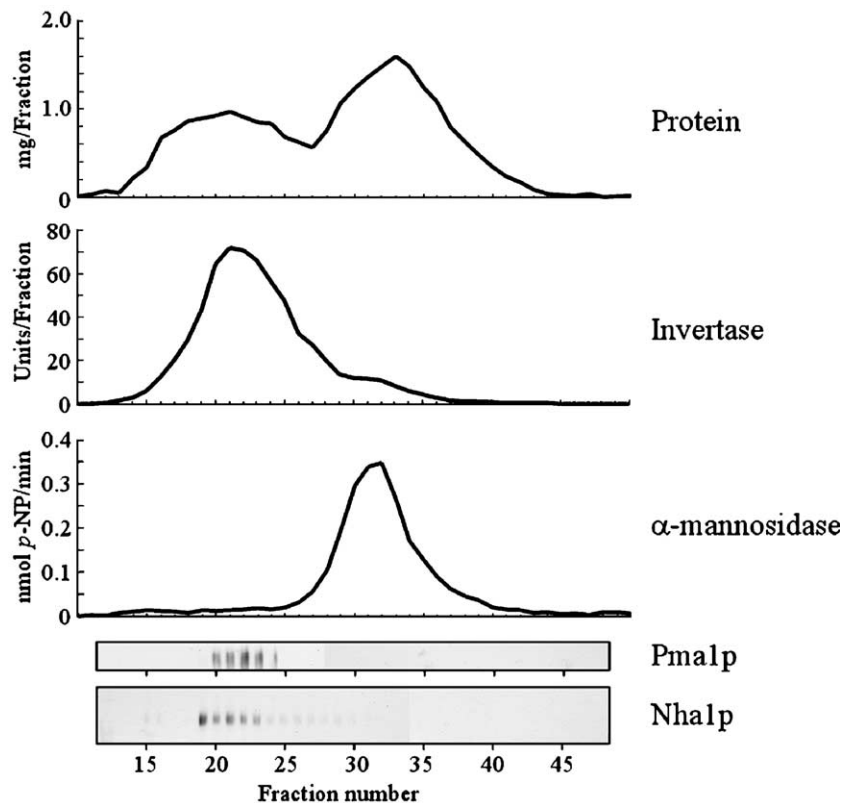 2.0
1.0
0
mg/Fraction
Protein
80
60
40
20
0
Units/Fraction
Invertase
0.4
0.3
0.2
0.1
0
nmol p-NP/min
α-mannosidase
Pma1p
Nha1p
15 20 25 30 35 40 45
Fraction number